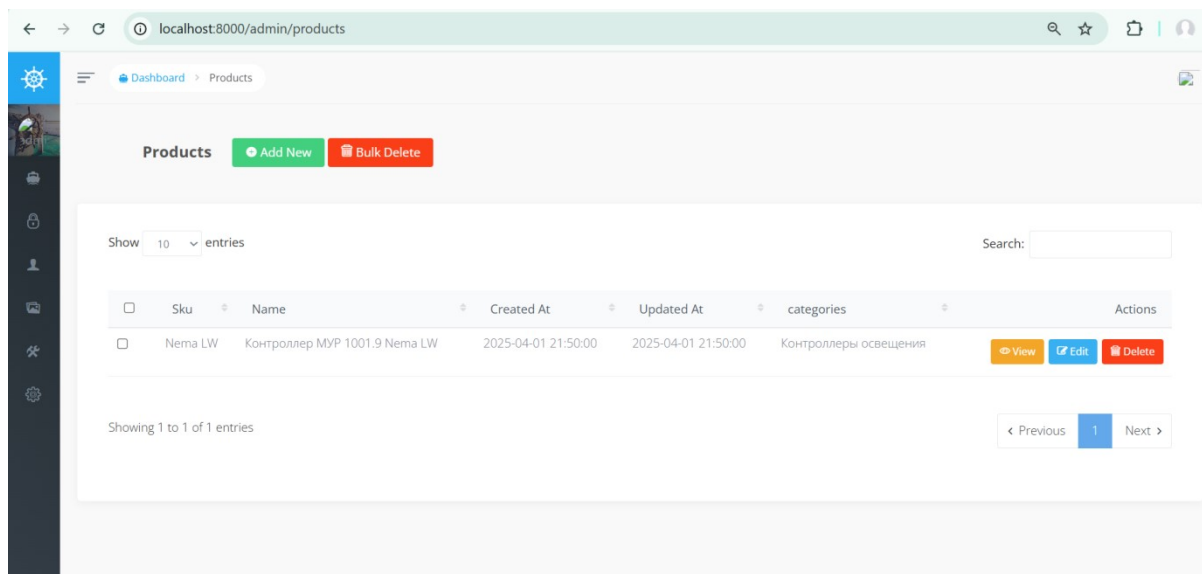 localhost:8000/admin/products
Dashboard > Products
Products Add New Bulk Delete
Show 10 entries Search:
Sku Name Created At Updated At categories Actions
Nema LW Контроллер МУР 1001.9 Nema LW 2025-04-01 21:50:00 2025-04-01 21:50:00 Контроллеры освещения View Edit Delete
Showing 1 to 1 of 1 entries ‹ Previous 1 Next ›